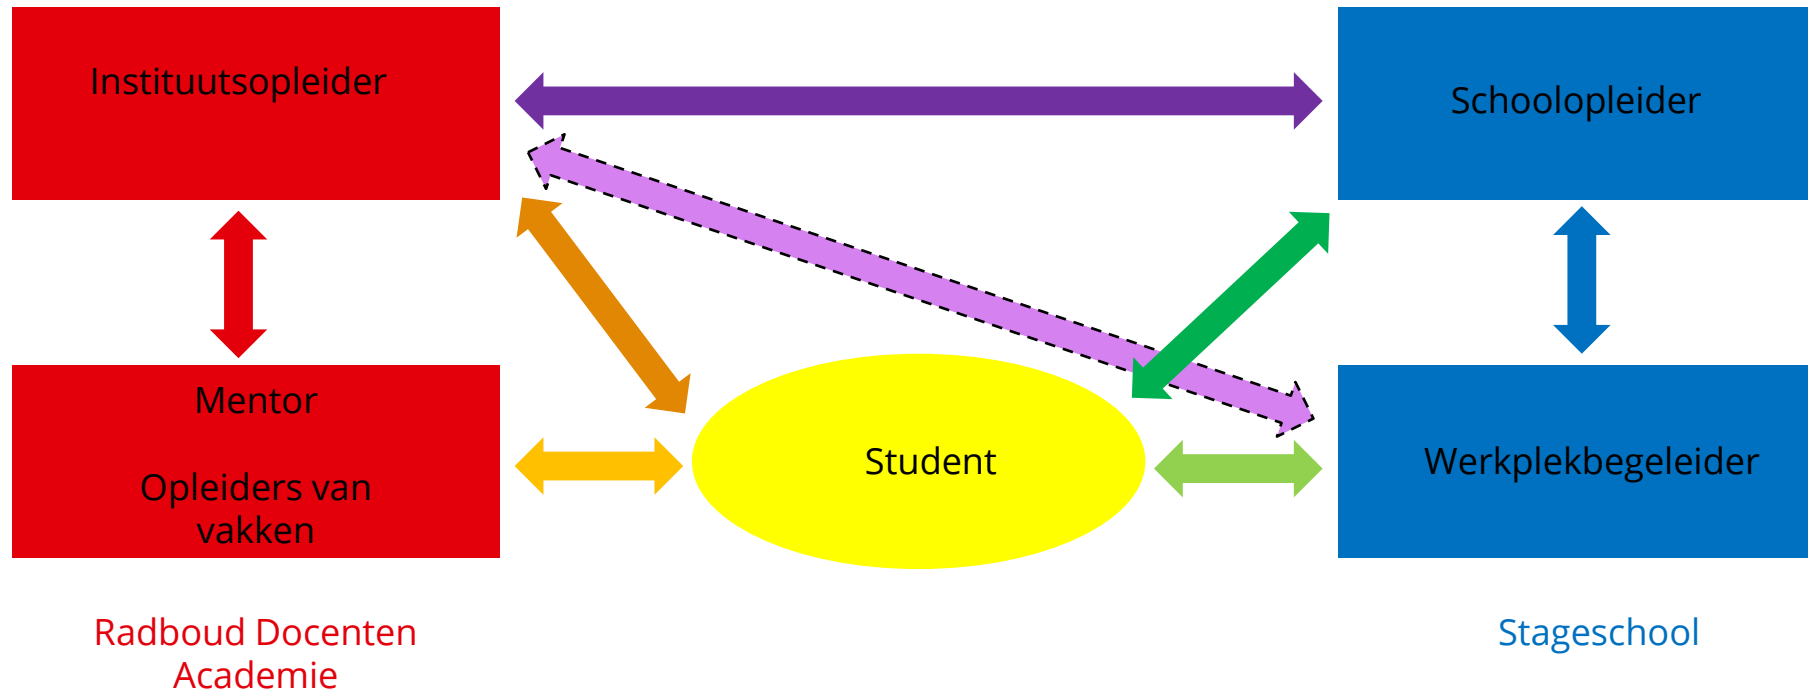 Instituutsopleider
Schoolopleider
Mentor
Opleiders van
vakken
Student
Werkplekbegeleider
Radboud Docenten
Academie
Stageschool